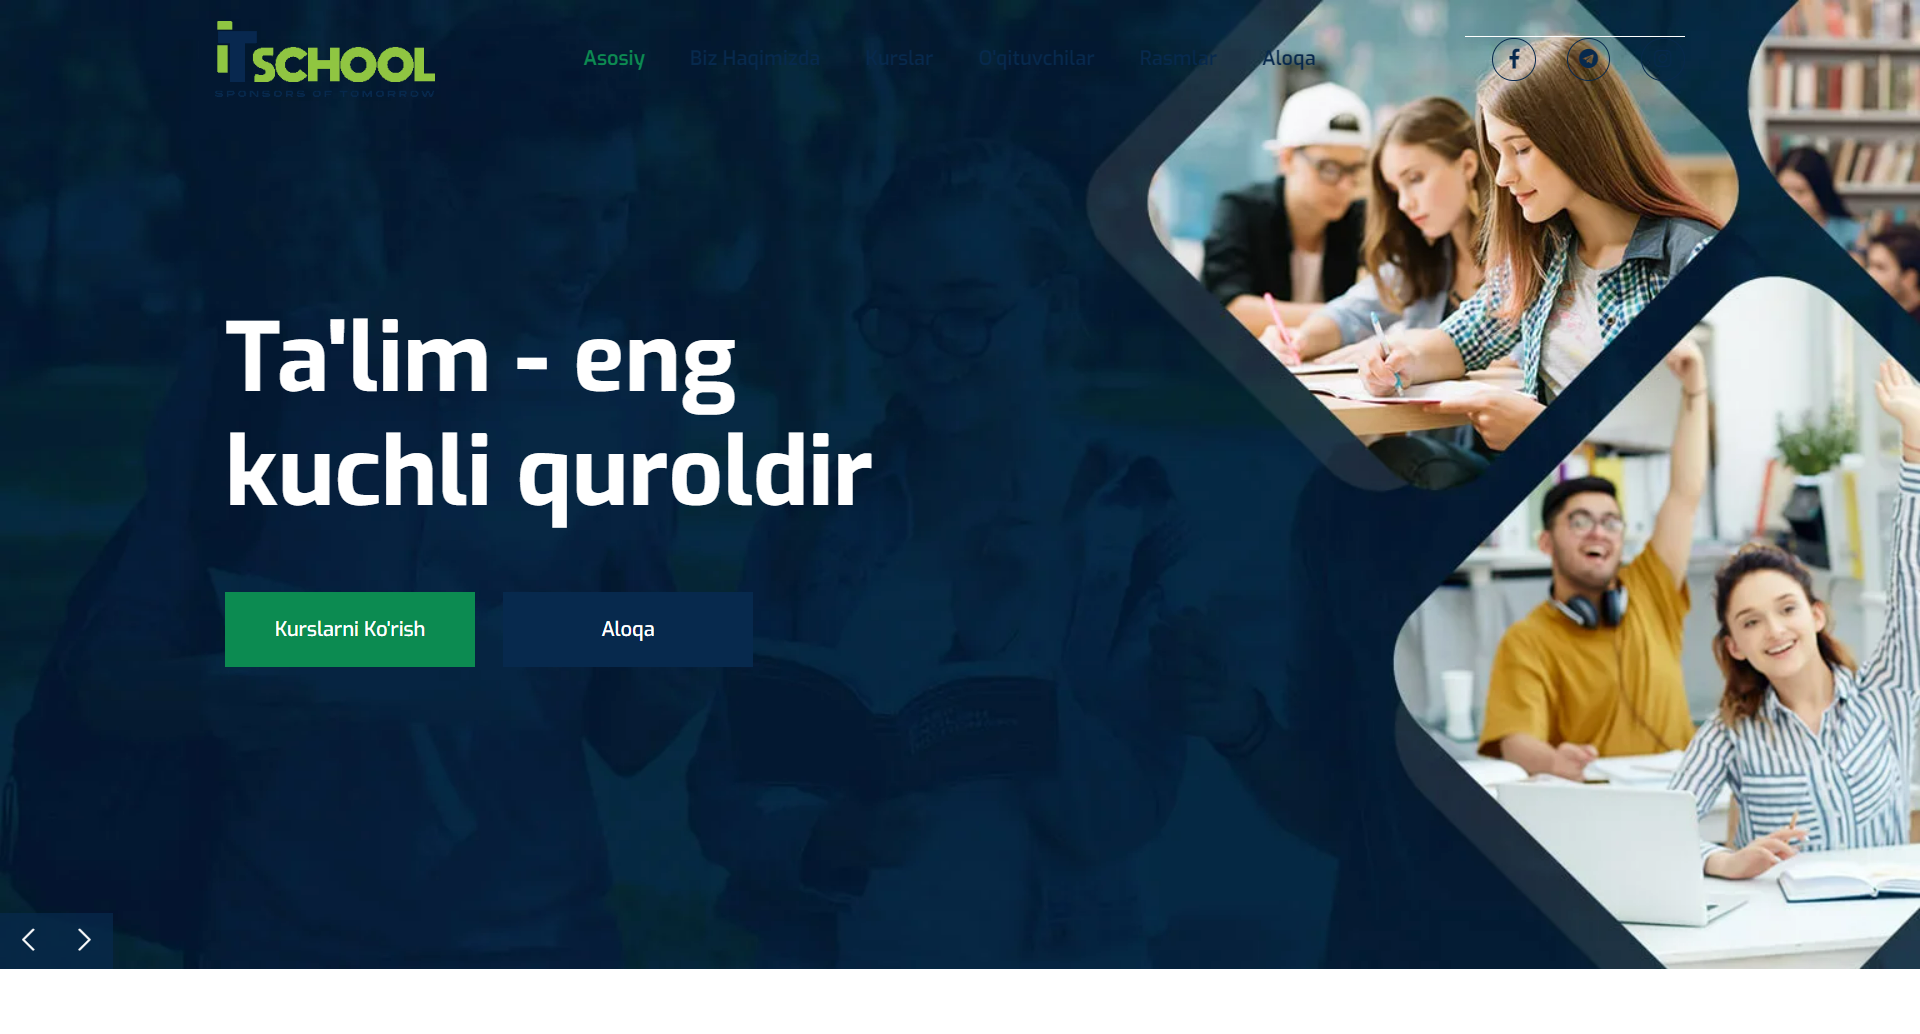 iT SCHOOL
SPONSORS OF TOMORROW
Asosiy
Biz Haqimizda
Kurslar
O'qituvchilar
Rasmlar
Aloqa
Ta'lim - eng
kuchli quroldir
Kurslarni Ko'rish
Aloqa